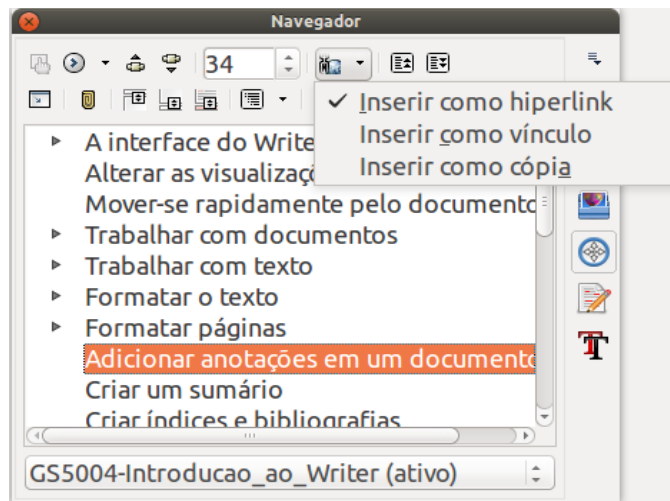 Navegador
34
Inserir como hiperlink
Inserir como vínculo
Inserir como cópia
A interface do Write
Alterar as visualizaçõ
Mover-se rapidamente pelo documento
Trabalhar com documentos
Trabalhar com texto
Formatar o texto
Formatar páginas
Adicionar anotações em um documento
Criar um sumário
Criar índices e bibliografias
GS5004-Introducao_ao_Writer (ativo)